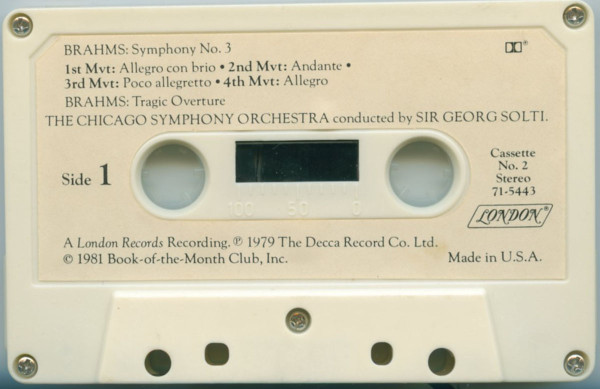 BRAHMS: Symphony No. 3
1st Mvt: Allegro con brio • 2nd Mvt: Andante •
3rd Mvt: Poco allegretto • 4th Mvt: Allegro
BRAHMS: Tragic Overture
THE CHICAGO SYMPHONY ORCHESTRA conducted by SIR GEORG SOLTI.
Side 1
100 50 0
Cassette
No. 2
Stereo
71-5443
LONDON®
A London Records Recording. ℗ 1979 The Decca Record Co. Ltd.
© 1981 Book-of-the-Month Club, Inc.
Made in U.S.A.